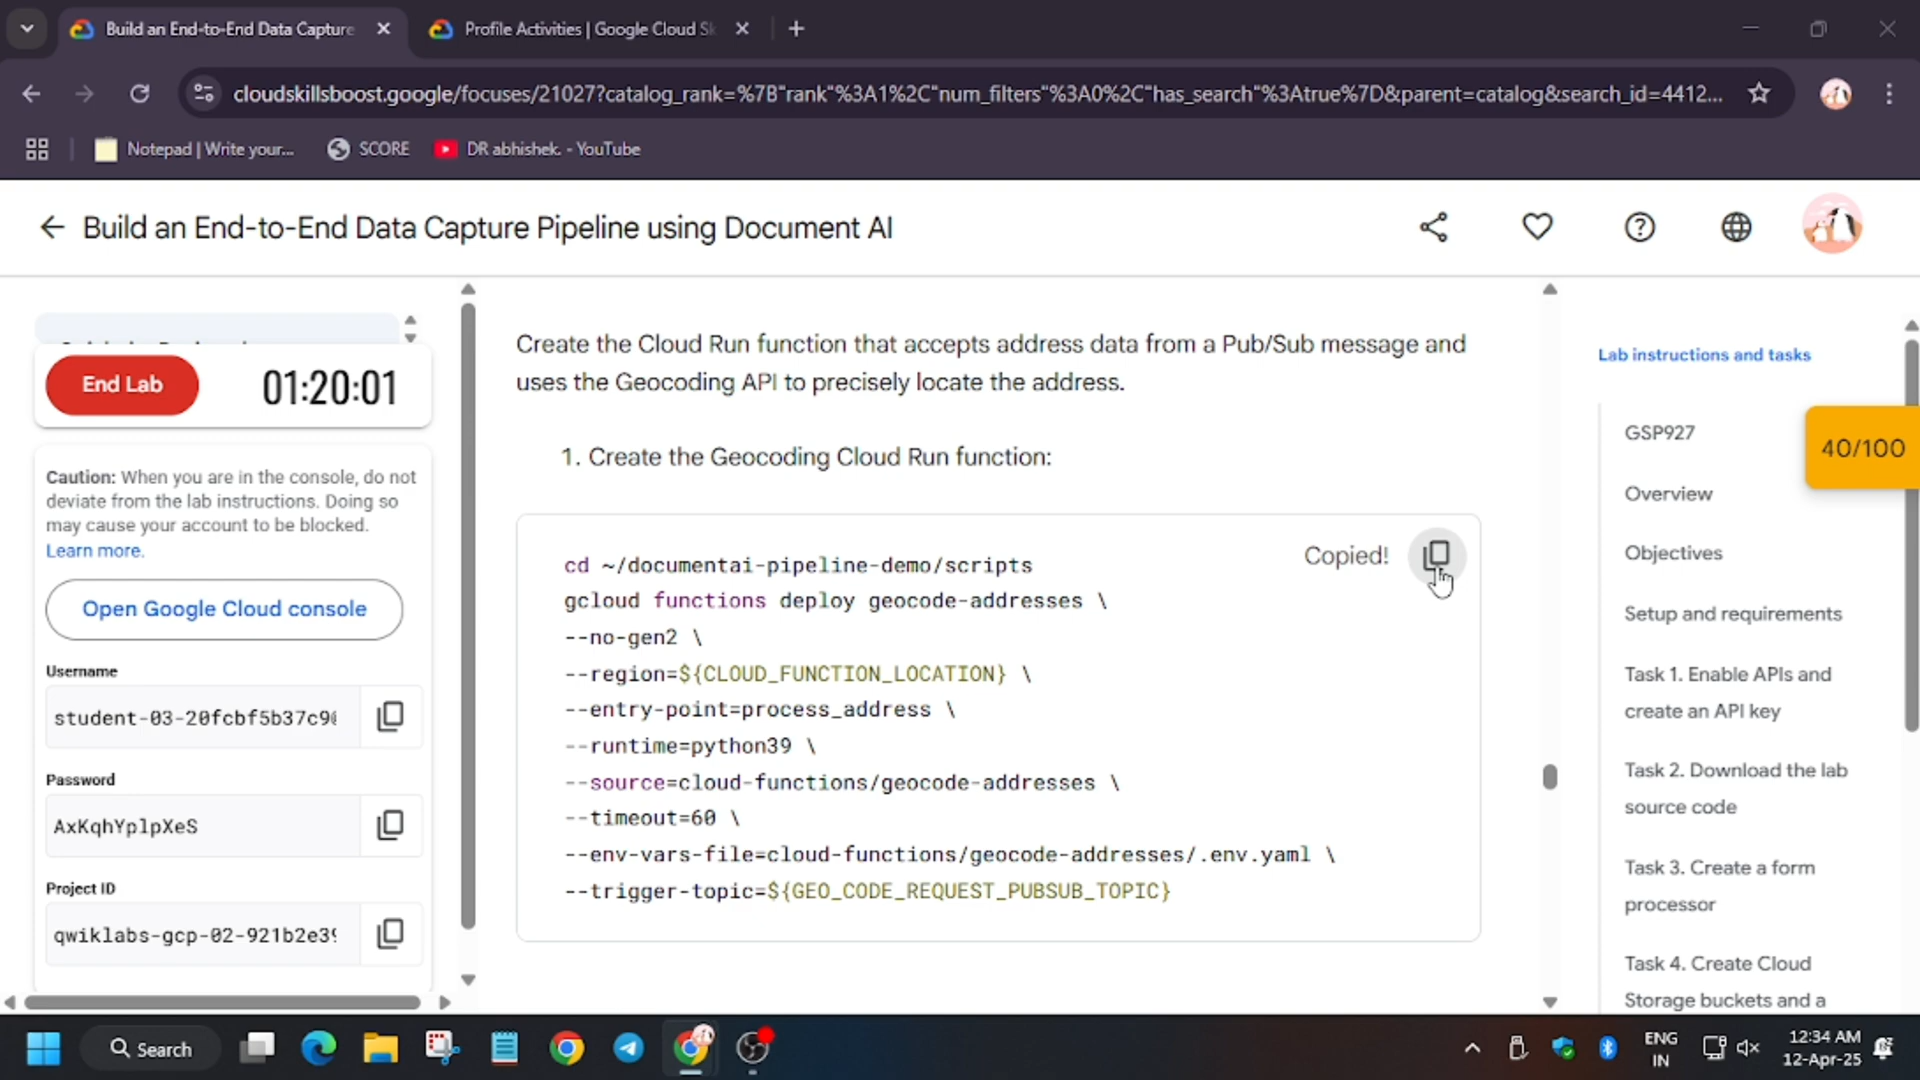 Build an End-to-End Data Capture
Profile Activities | Google Cloud Sk
cloudskillsboost.google/focuses/21027?catalog_rank=%7B"rank"%3A1%2C"num_filters"%3A0%2C"has_search"%3Atrue%7D&parent=catalog&search_id=4412...
Notepad | Write your...
SCORE
DR abhishek. - YouTube
Build an End-to-End Data Capture Pipeline using Document AI
End Lab
01:20:01
Caution: When you are in the console, do not
deviate from the lab instructions. Doing so
may cause your account to be blocked.
Learn more.
Open Google Cloud console
Username
student-03-20fcbf5b37c90
Password
AxKqhYplpXeS
Project ID
qwiklabs-gcp-02-921b2e39
Create the Cloud Run function that accepts address data from a Pub/Sub message and
uses the Geocoding API to precisely locate the address.
1. Create the Geocoding Cloud Run function:
Copied!
cd ~/documentai-pipeline-demo/scripts
gcloud functions deploy geocode-addresses \
--no-gen2 \
--region=${CLOUD_FUNCTION_LOCATION} \
--entry-point=process_address \
--runtime=python39 \
--source=cloud-functions/geocode-addresses \
--timeout=60 \
--env-vars-file=cloud-functions/geocode-addresses/.env.yaml \
--trigger-topic=${GEO_CODE_REQUEST_PUBSUB_TOPIC}
Lab instructions and tasks
GSP927
40/100
Overview
Objectives
Setup and requirements
Task 1. Enable APIs and
create an API key
Task 2. Download the lab
source code
Task 3. Create a form
processor
Task 4. Create Cloud
Storage buckets and a
Search
ENG
IN
12:34 AM
12-Apr-25